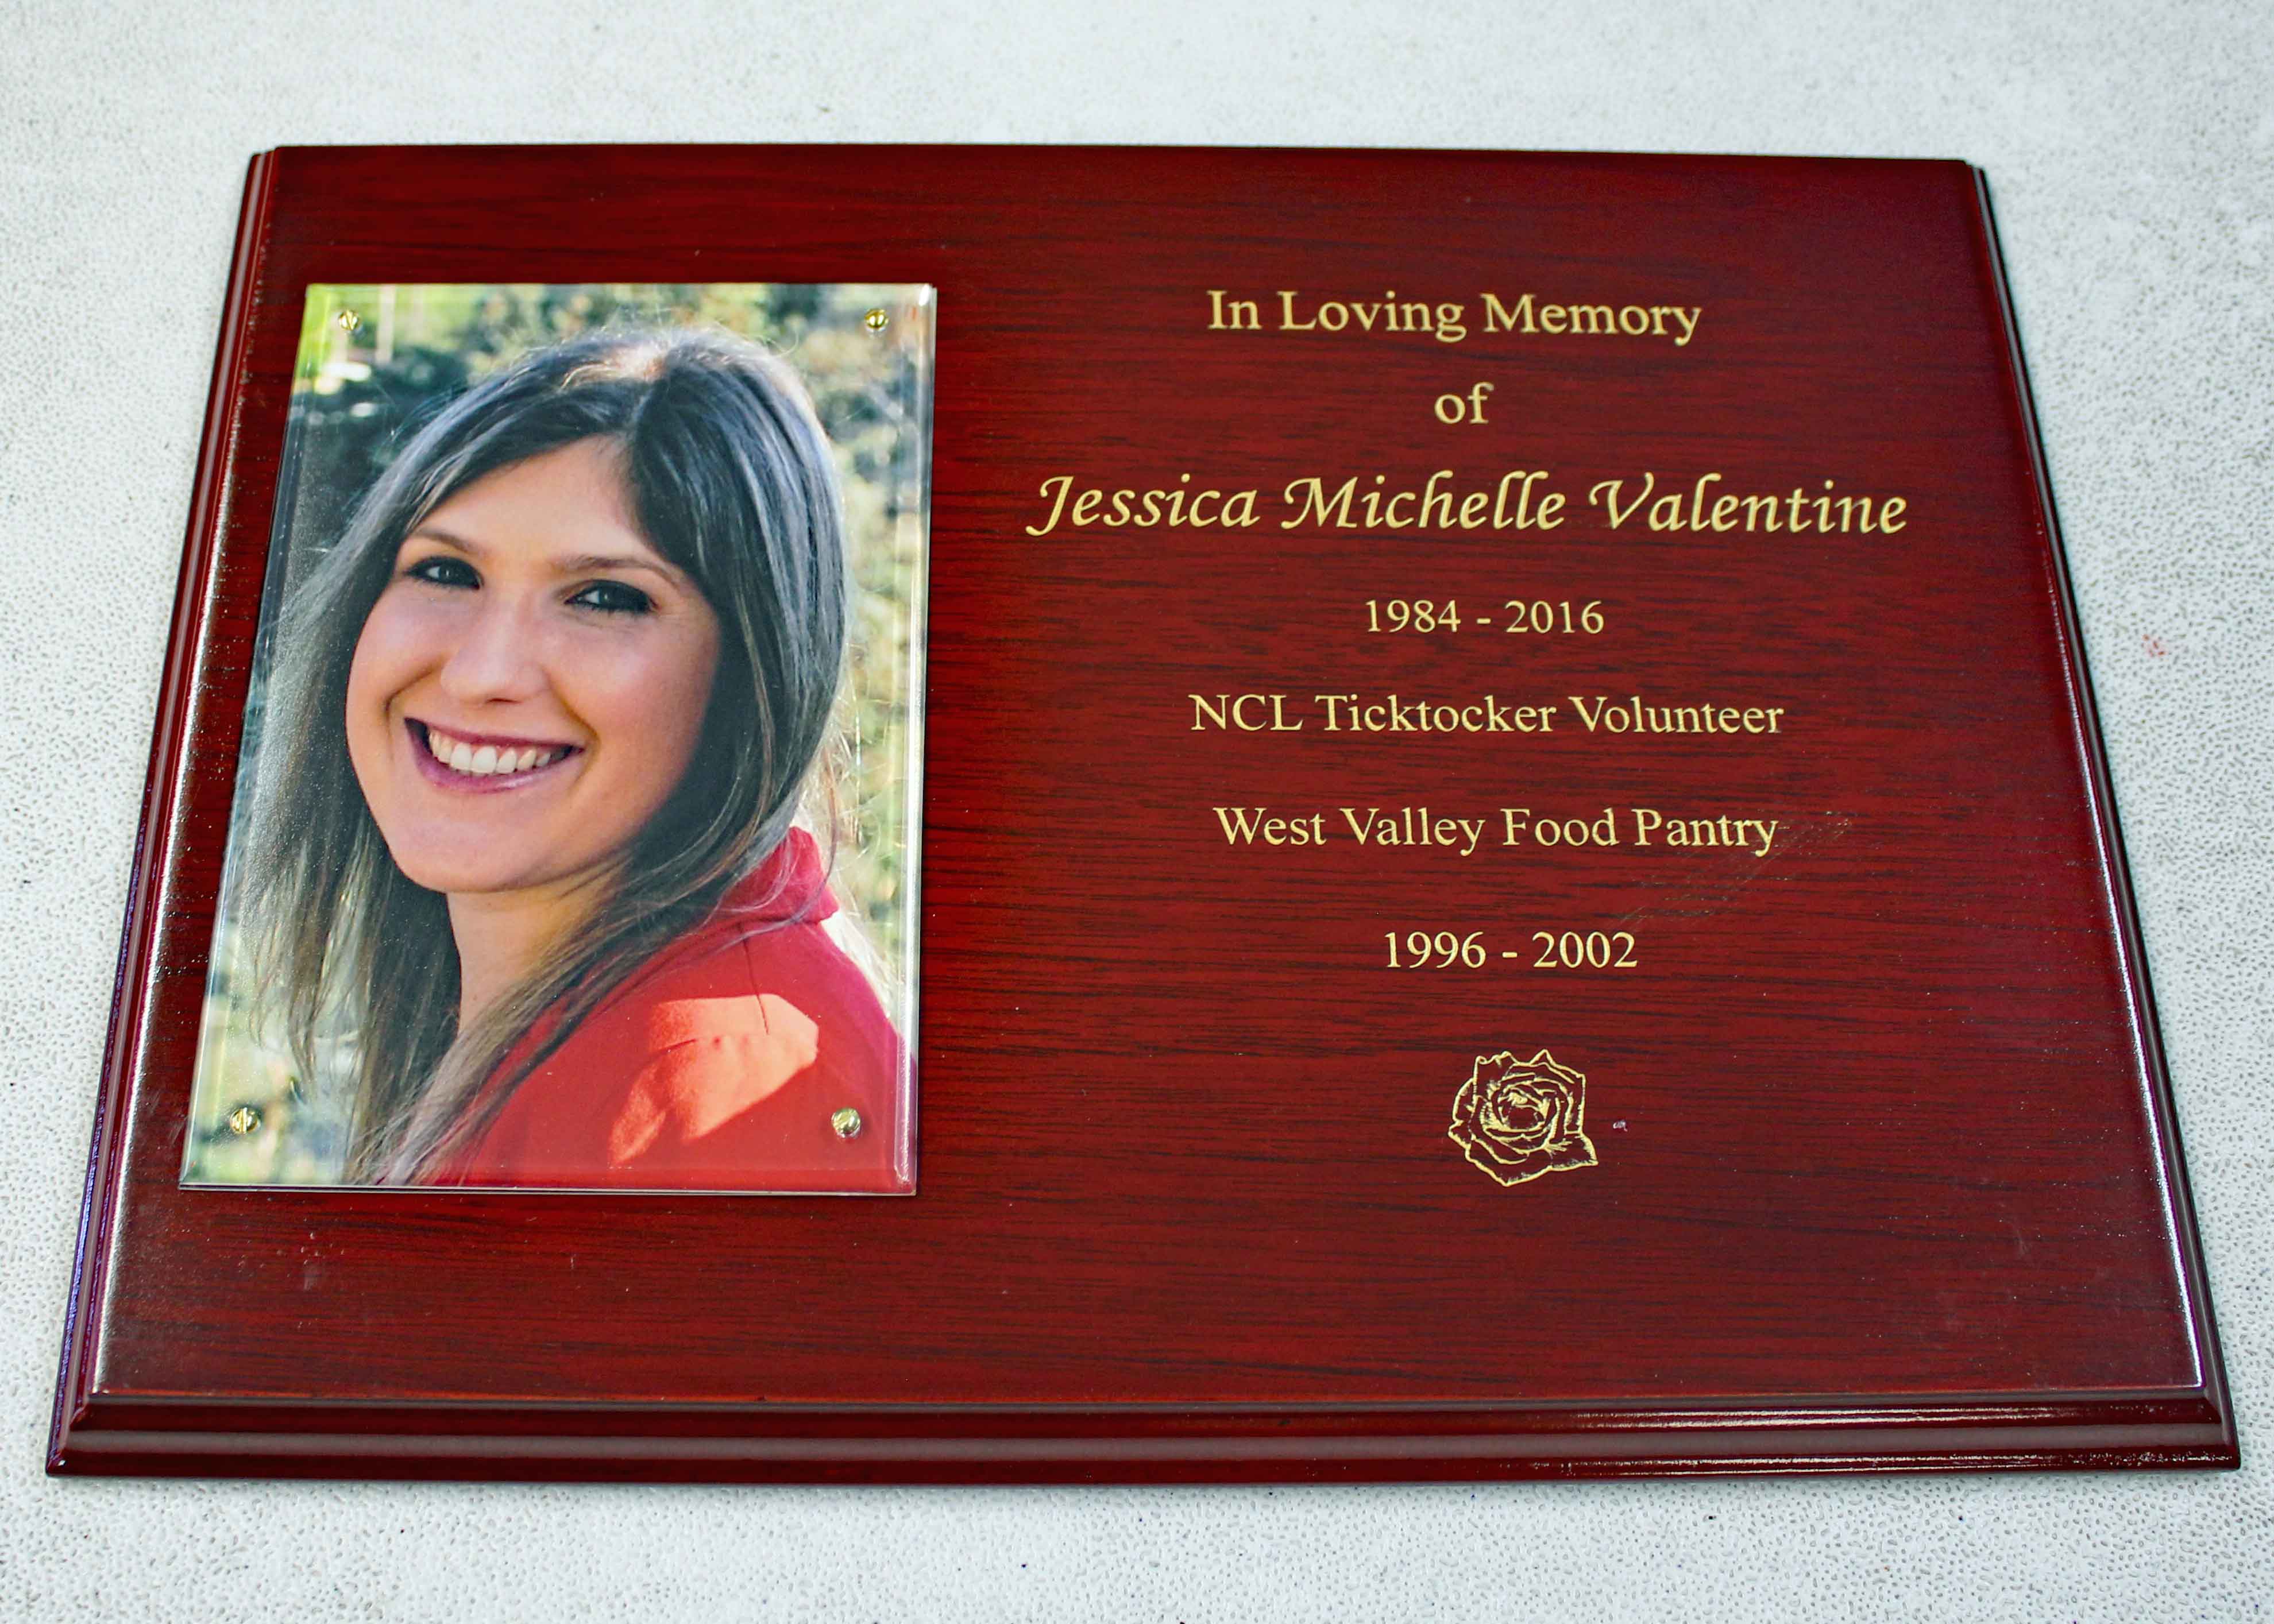 In Loving Memory
of
Jessica Michelle Valentine
1984 - 2016
NCL Ticktocker Volunteer
West Valley Food Pantry
1996 - 2002